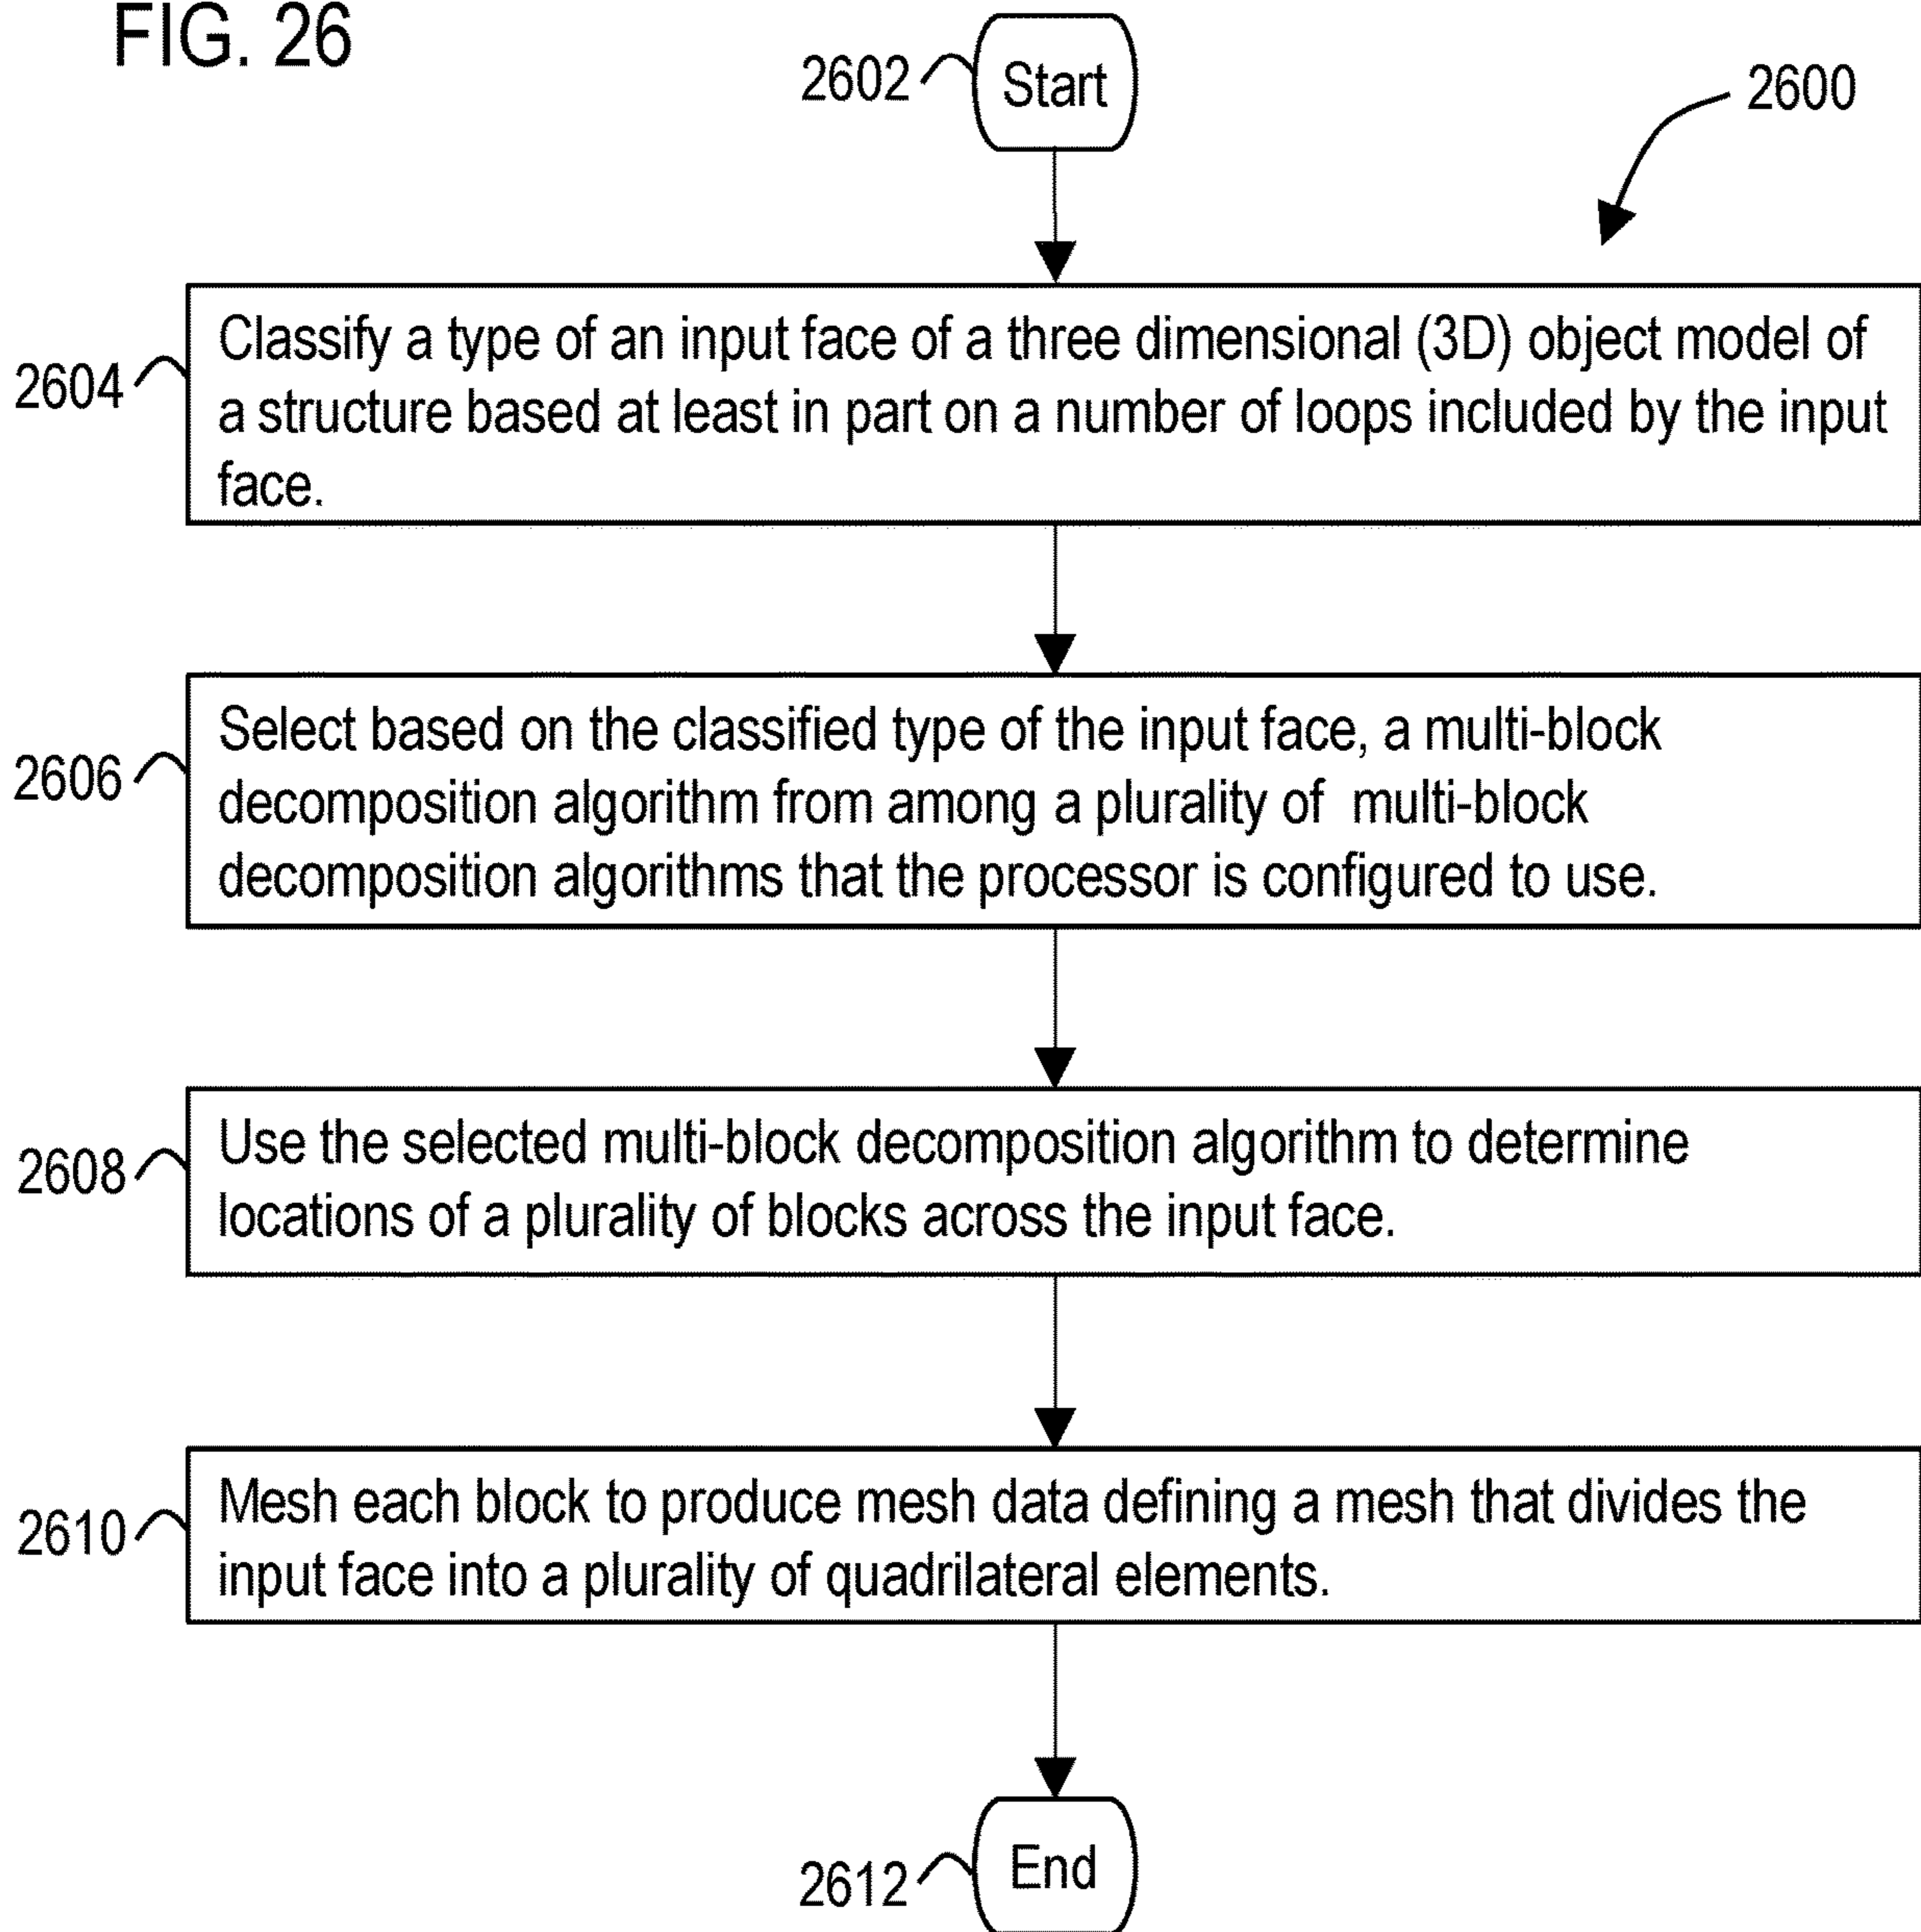 FIG. 26
2602
Start
2600
2604
Classify a type of an input face of a three dimensional (3D) object model of
a structure based at least in part on a number of loops included by the input
face.
2606
Select based on the classified type of the input face, a multi-block
decomposition algorithm from among a plurality of  multi-block
decomposition algorithms that the processor is configured to use.
2608
Use the selected multi-block decomposition algorithm to determine
locations of a plurality of blocks across the input face.
2610
Mesh each block to produce mesh data defining a mesh that divides the
input face into a plurality of quadrilateral elements.
2612
End